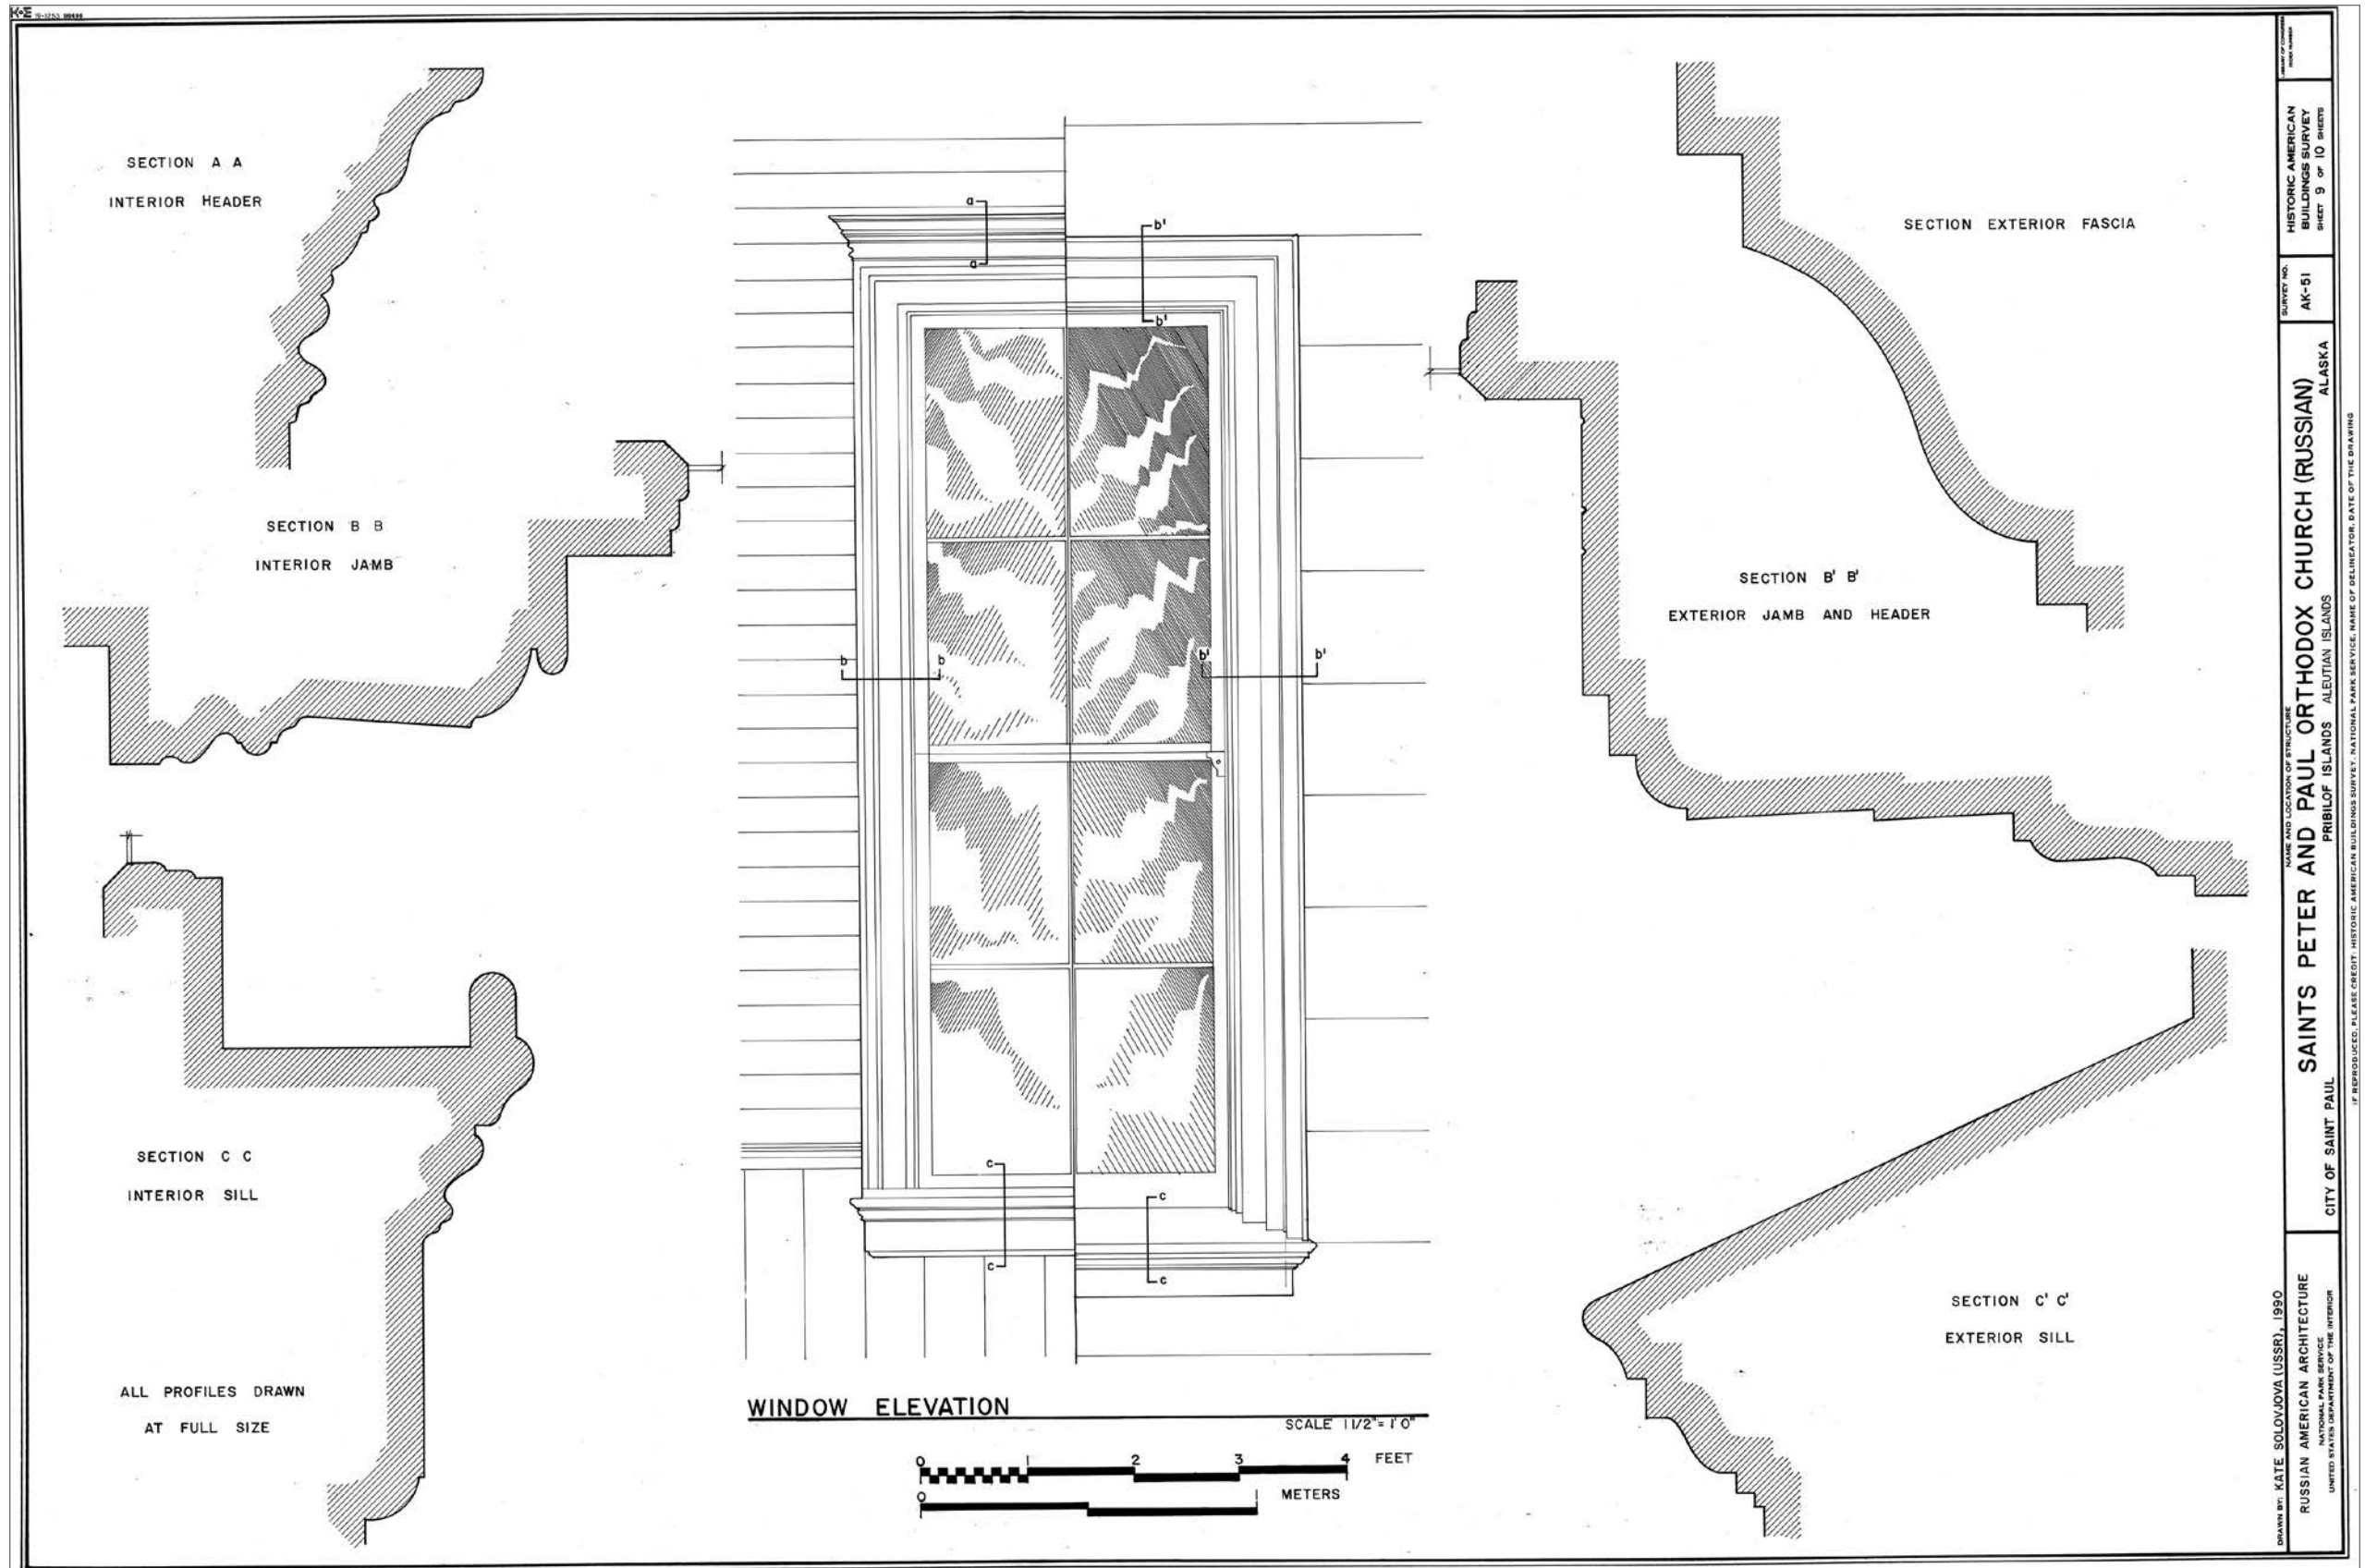 K+E
SECTION A A
INTERIOR HEADER
SECTION B B
INTERIOR JAMB
SECTION C C
INTERIOR SILL
ALL PROFILES DRAWN
AT FULL SIZE
a
a
b'
b'
b
b
b'
b'
c
c
c
c
WINDOW ELEVATION
SCALE 1 1/2" = 1' 0"
0 1 2 3 4 FEET
0 1 METERS
SECTION EXTERIOR FASCIA
SECTION B' B'
EXTERIOR JAMB AND HEADER
SECTION C' C'
EXTERIOR SILL
DRAWN BY: KATE SOLOVJOVA (USSR), 1990
RUSSIAN AMERICAN ARCHITECTURE
NATIONAL PARK SERVICE
UNITED STATES DEPARTMENT OF THE INTERIOR
NAME AND LOCATION OF STRUCTURE
SAINTS PETER AND PAUL ORTHODOX CHURCH (RUSSIAN)
CITY OF SAINT PAUL PRIBILOF ISLANDS ALEUTIAN ISLANDS ALASKA
SURVEY NO.
AK-51
HISTORIC AMERICAN
BUILDINGS SURVEY
SHEET 9 OF 10 SHEETS
LIBRARY OF CONGRESS
INDEX NUMBER
IF REPRODUCED, PLEASE CREDIT: HISTORIC AMERICAN BUILDINGS SURVEY, NATIONAL PARK SERVICE, NAME OF DELINEATOR, DATE OF THE DRAWING